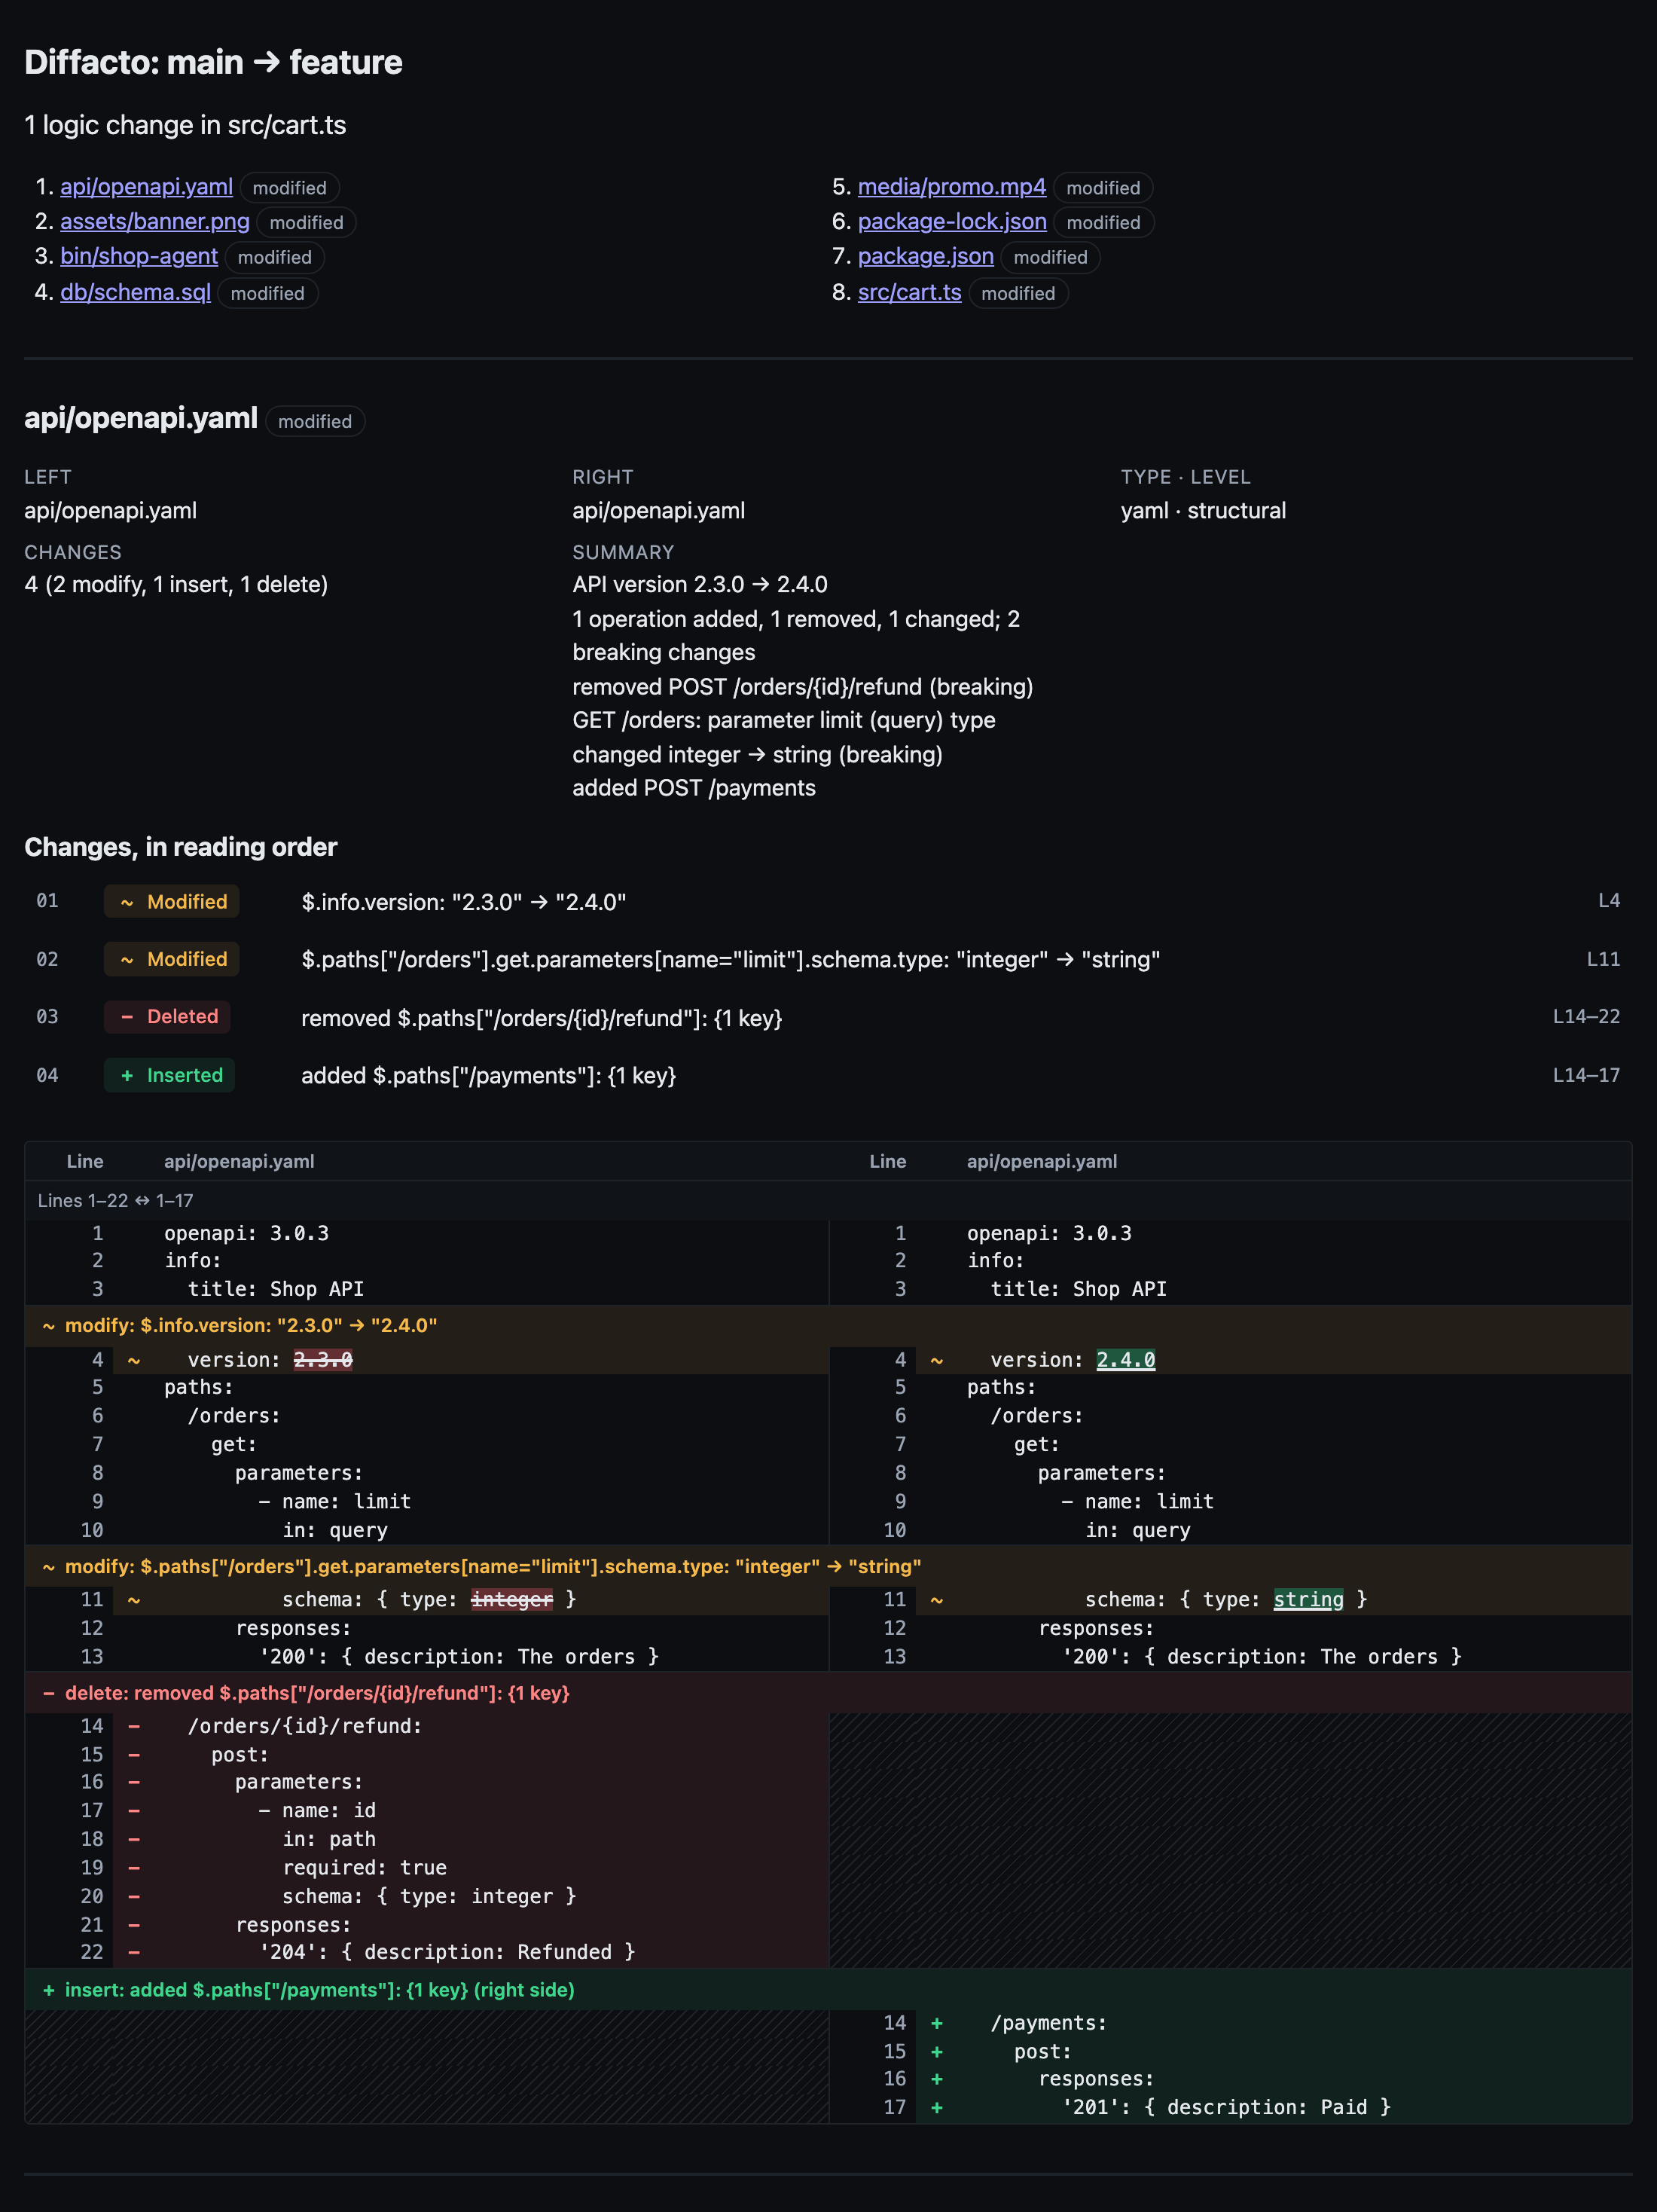 Diffacto: main → feature
1 logic change in src/cart.ts
1. api/openapi.yaml modified
2. assets/banner.png modified
3. bin/shop-agent modified
4. db/schema.sql modified
5. media/promo.mp4 modified
6. package-lock.json modified
7. package.json modified
8. src/cart.ts modified
api/openapi.yaml modified
LEFT
api/openapi.yaml
RIGHT
api/openapi.yaml
TYPE · LEVEL
yaml · structural
CHANGES
4 (2 modify, 1 insert, 1 delete)
SUMMARY
API version 2.3.0 → 2.4.0
1 operation added, 1 removed, 1 changed; 2
breaking changes
removed POST /orders/{id}/refund (breaking)
GET /orders: parameter limit (query) type
changed integer → string (breaking)
added POST /payments
Changes, in reading order
01 ~ Modified $.info.version: "2.3.0" → "2.4.0" L4
02 ~ Modified $.paths["/orders"].get.parameters[name="limit"].schema.type: "integer" → "string" L11
03 − Deleted removed $.paths["/orders/{id}/refund"]: {1 key} L14–22
04 + Inserted added $.paths["/payments"]: {1 key} L14–17
Line api/openapi.yaml Line api/openapi.yaml
Lines 1–22 ↔ 1–17
1 openapi: 3.0.3 1 openapi: 3.0.3
2 info: 2 info:
3 title: Shop API 3 title: Shop API
~ modify: $.info.version: "2.3.0" → "2.4.0"
4 ~ version: 2.3.0 4 ~ version: 2.4.0
5 paths: 5 paths:
6 /orders: 6 /orders:
7 get: 7 get:
8 parameters: 8 parameters:
9 - name: limit 9 - name: limit
10 in: query 10 in: query
~ modify: $.paths["/orders"].get.parameters[name="limit"].schema.type: "integer" → "string"
11 ~ schema: { type: integer } 11 ~ schema: { type: string }
12 responses: 12 responses:
13 '200': { description: The orders } 13 '200': { description: The orders }
− delete: removed $.paths["/orders/{id}/refund"]: {1 key}
14 − /orders/{id}/refund:
15 − post:
16 − parameters:
17 − - name: id
18 − in: path
19 − required: true
20 − schema: { type: integer }
21 − responses:
22 − '204': { description: Refunded }
+ insert: added $.paths["/payments"]: {1 key} (right side)
14 + /payments:
15 + post:
16 + responses:
17 + '201': { description: Paid }